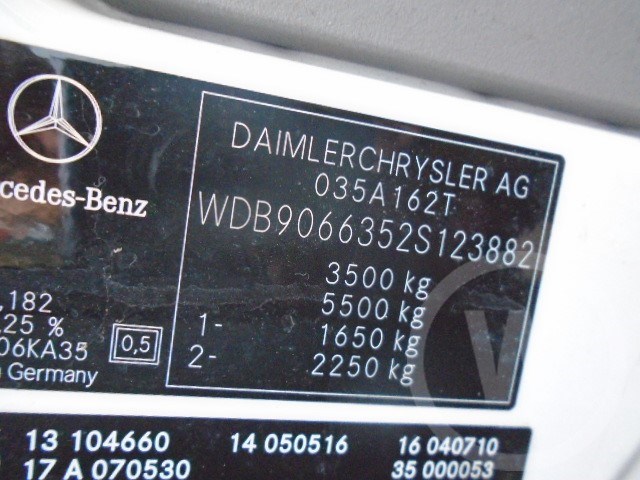 DAIMLERCHRYSLER AG
035A162T
WDB9066352S123882
3500 kg
5500 kg
1- 1650 kg
2- 2250 kg
cedes-Benz
,182
,25 %
06KA35
0,5
Germany
13 104660 14 050516 16 040710
17 A 070530 35 000053